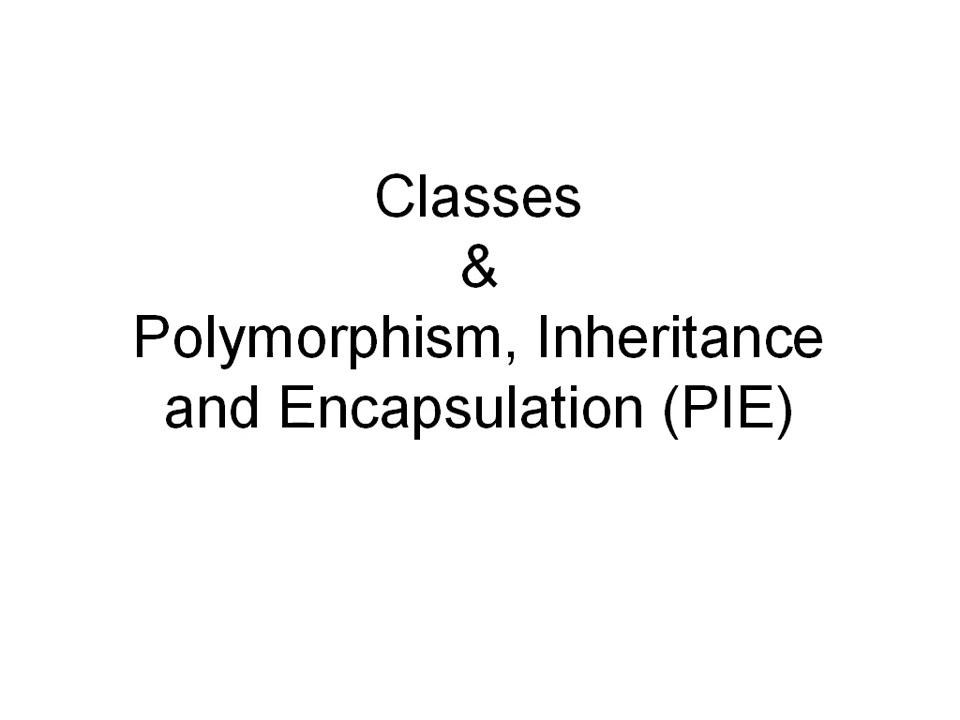 Classes
&
Polymorphism, Inheritance
and Encapsulation (PIE)